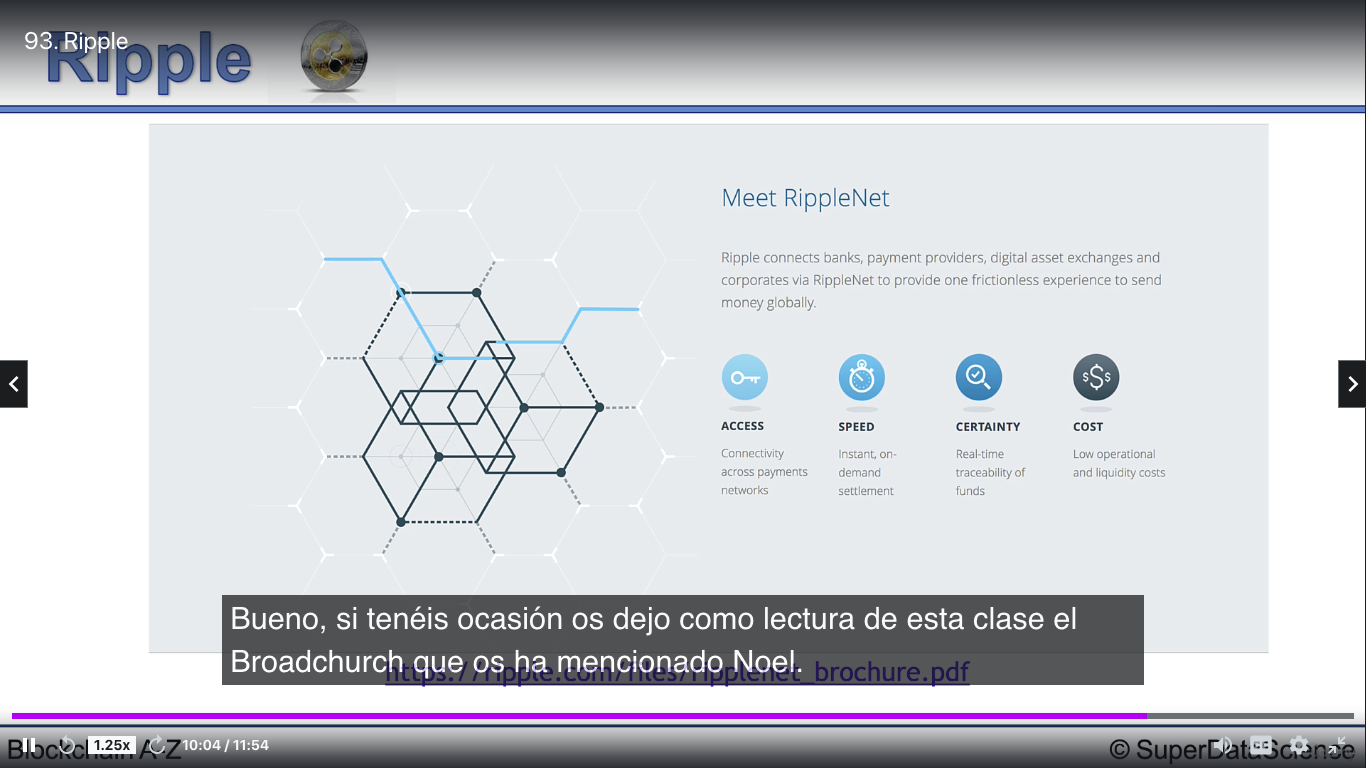 93. Ripple
Ripple
Meet RippleNet
Ripple connects banks, payment providers, digital asset exchanges and
corporates via RippleNet to provide one frictionless experience to send
money globally.
$$$
ACCESS
Connectivity
across payments
networks
SPEED
Instant, on-
demand
settlement
CERTAINTY
Real-time
traceability of
funds
COST
Low operational
and liquidity costs
Bueno, si tenéis ocasión os dejo como lectura de esta clase el
Broadchurch que os ha mencionado Noel.
https://ripple.com/files/ripplenet_brochure.pdf
1.25x
10:04 / 11:54
CC
Blockchain A-Z
© SuperDataScience